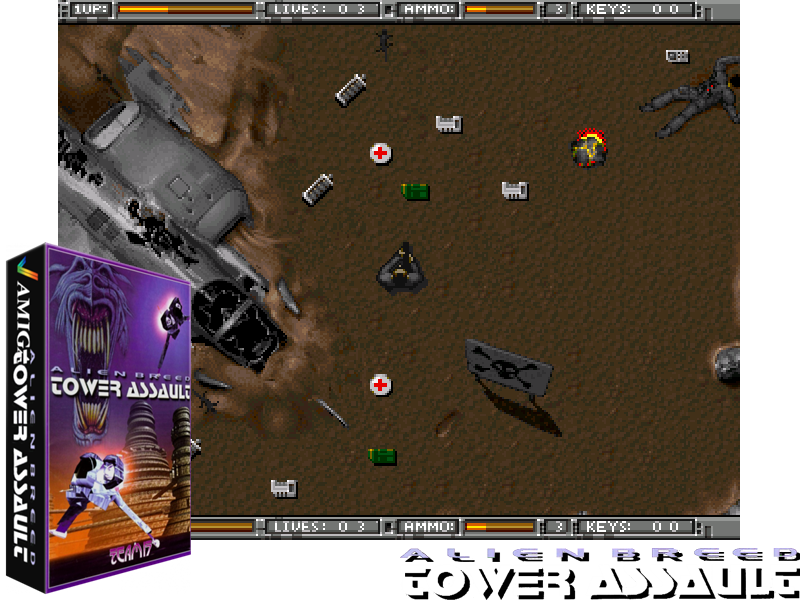 1UP: LIVES: 0 3 AMMO: 3 KEYS: 0 0
AMIGA
ALIEN BREED
TOWER ASSAULT
ALIEN BREED
TOWER ASSAULT
TEAM17
LIVES: 0 3 AMMO: 3 KEYS: 0 0
ALIEN BREED
TOWER ASSAULT